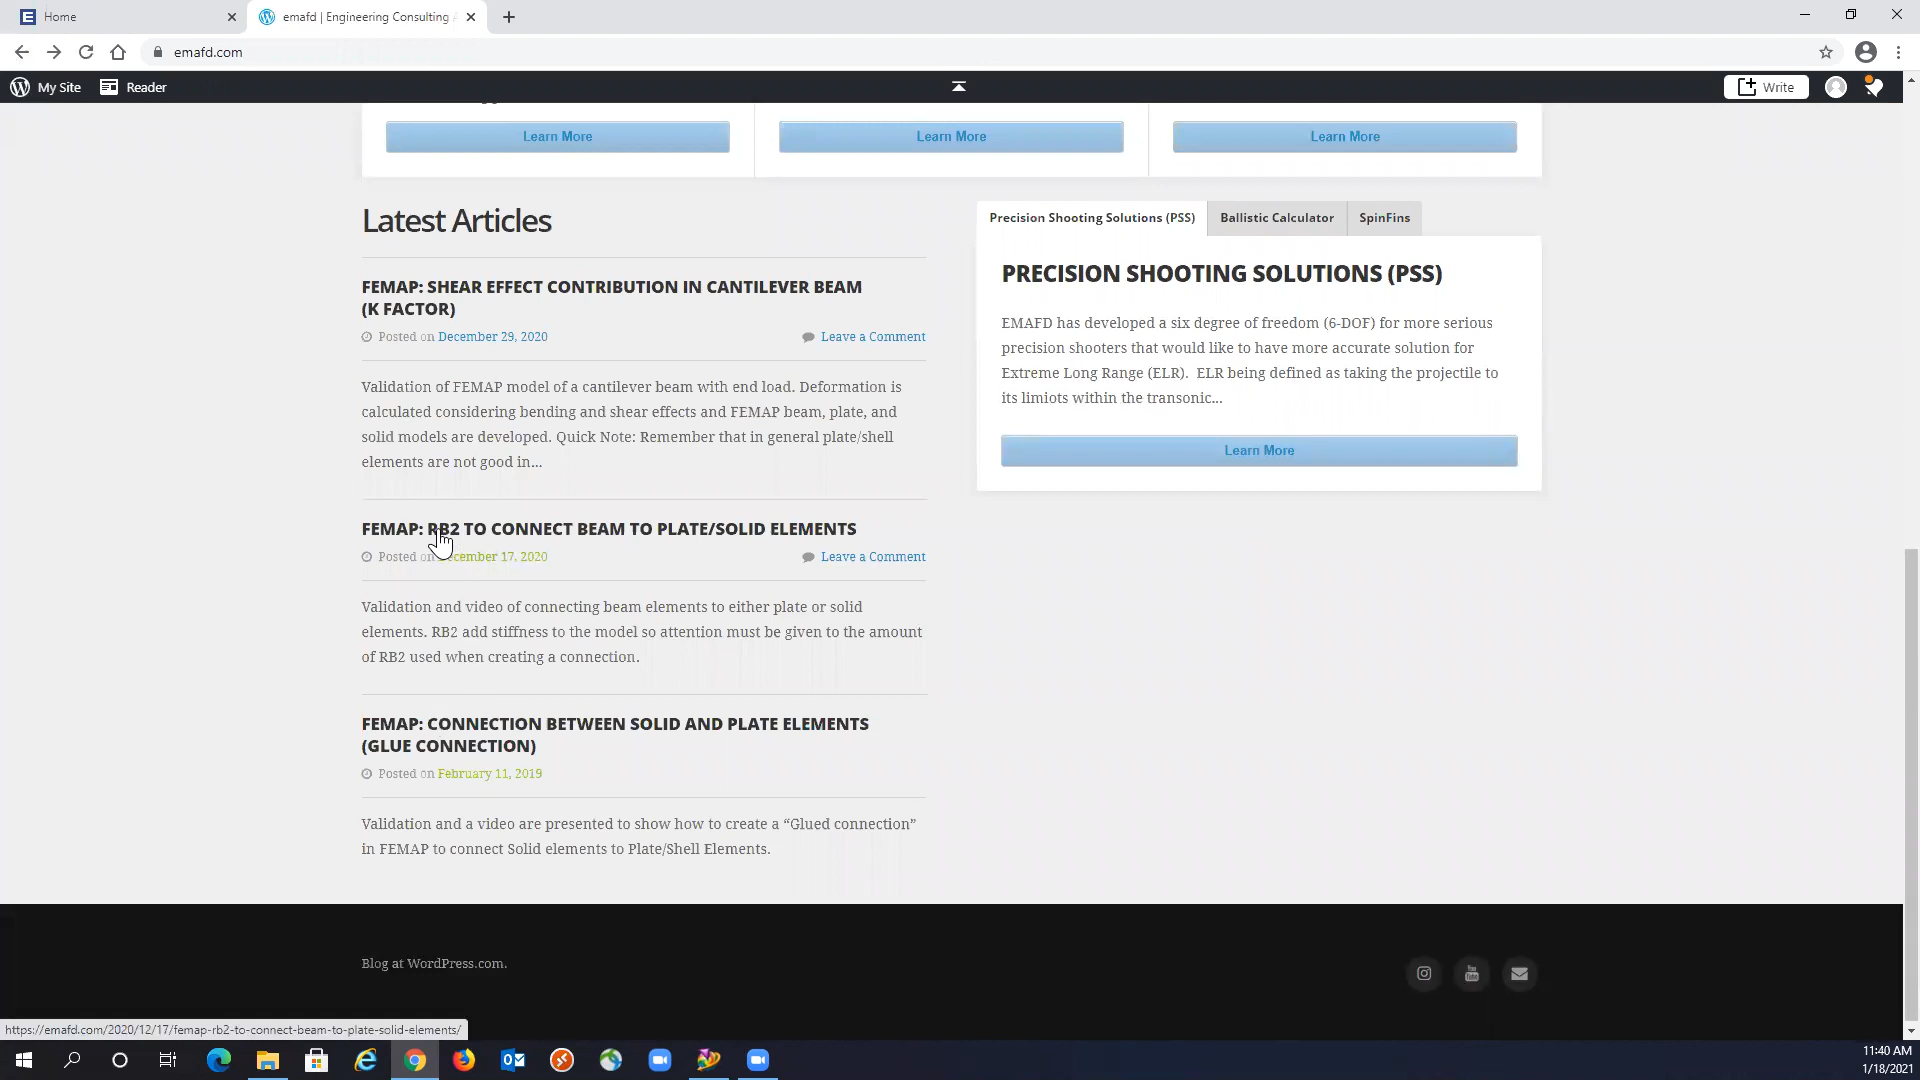 Home
emafd | Engineering Consulting
emafd.com
My Site
Reader
Write
Learn More
Learn More
Learn More
Latest Articles
FEMAP: SHEAR EFFECT CONTRIBUTION IN CANTILEVER BEAM
(K FACTOR)
Posted on December 29, 2020
Leave a Comment
Validation of FEMAP model of a cantilever beam with end load. Deformation is
calculated considering bending and shear effects and FEMAP beam, plate, and
solid models are developed. Quick Note: Remember that in general plate/shell
elements are not good in...
FEMAP: RB2 TO CONNECT BEAM TO PLATE/SOLID ELEMENTS
Posted on December 17, 2020
Leave a Comment
Validation and video of connecting beam elements to either plate or solid
elements. RB2 add stiffness to the model so attention must be given to the amount
of RB2 used when creating a connection.
FEMAP: CONNECTION BETWEEN SOLID AND PLATE ELEMENTS
(GLUE CONNECTION)
Posted on February 11, 2019
Validation and a video are presented to show how to create a “Glued connection”
in FEMAP to connect Solid elements to Plate/Shell Elements.
Precision Shooting Solutions (PSS)
Ballistic Calculator
SpinFins
PRECISION SHOOTING SOLUTIONS (PSS)
EMAFD has developed a six degree of freedom (6-DOF) for more serious
precision shooters that would like to have more accurate solution for
Extreme Long Range (ELR). ELR being defined as taking the projectile to
its limiots within the transonic...
Learn More
Blog at WordPress.com.
https://emafd.com/2020/12/17/femap-rb2-to-connect-beam-to-plate-solid-elements/
11:40 AM
1/18/2021